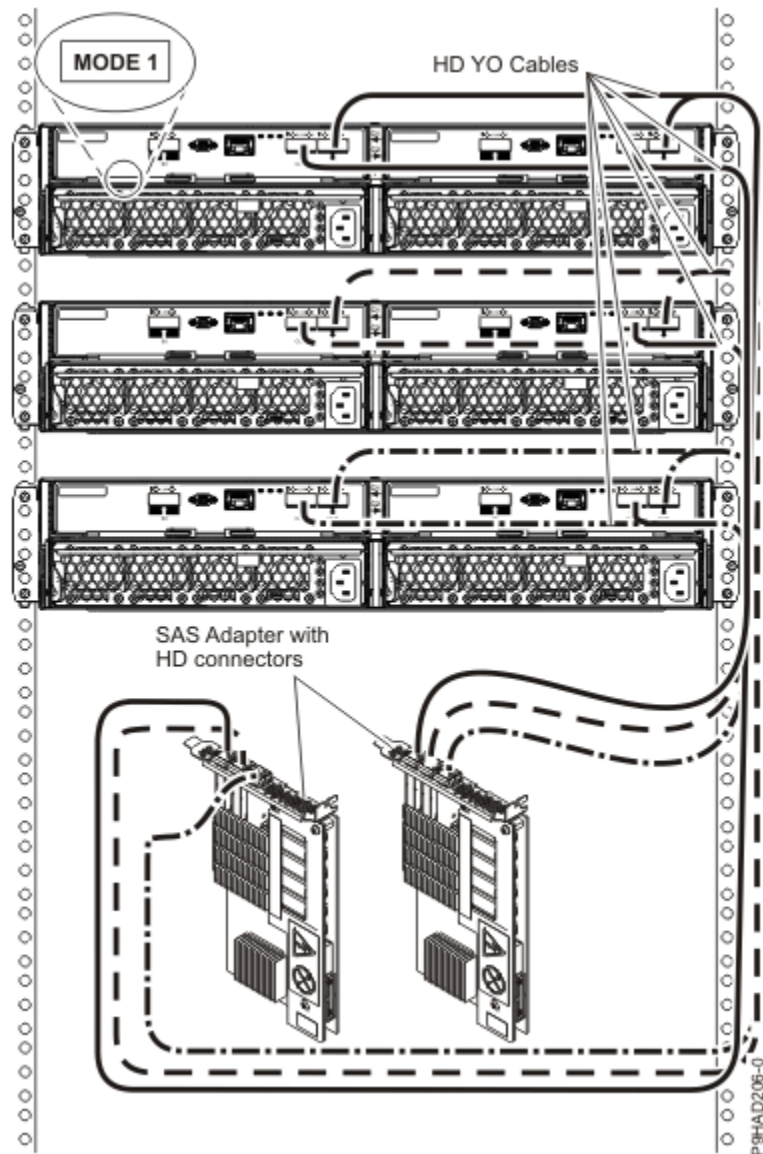 MODE 1
HD YO Cables
SAS Adapter with
HD connectors
P9HAD206-0